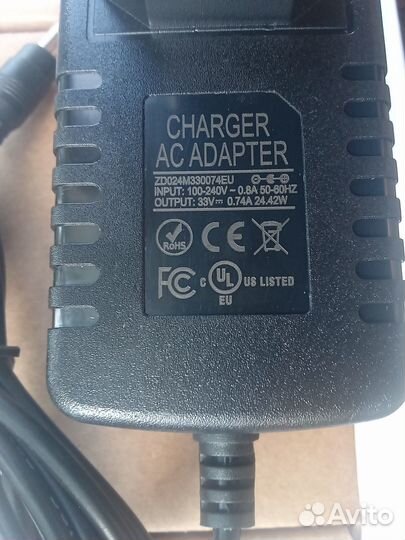 CHARGER
AC ADAPTER
ZD024M330074EU
INPUT: 100-240V ~ 0.8A 50-60HZ
OUTPUT: 33V⎓ 0.74A 24.42W
RoHS CE
FC c UL US LISTED
EU
Avito